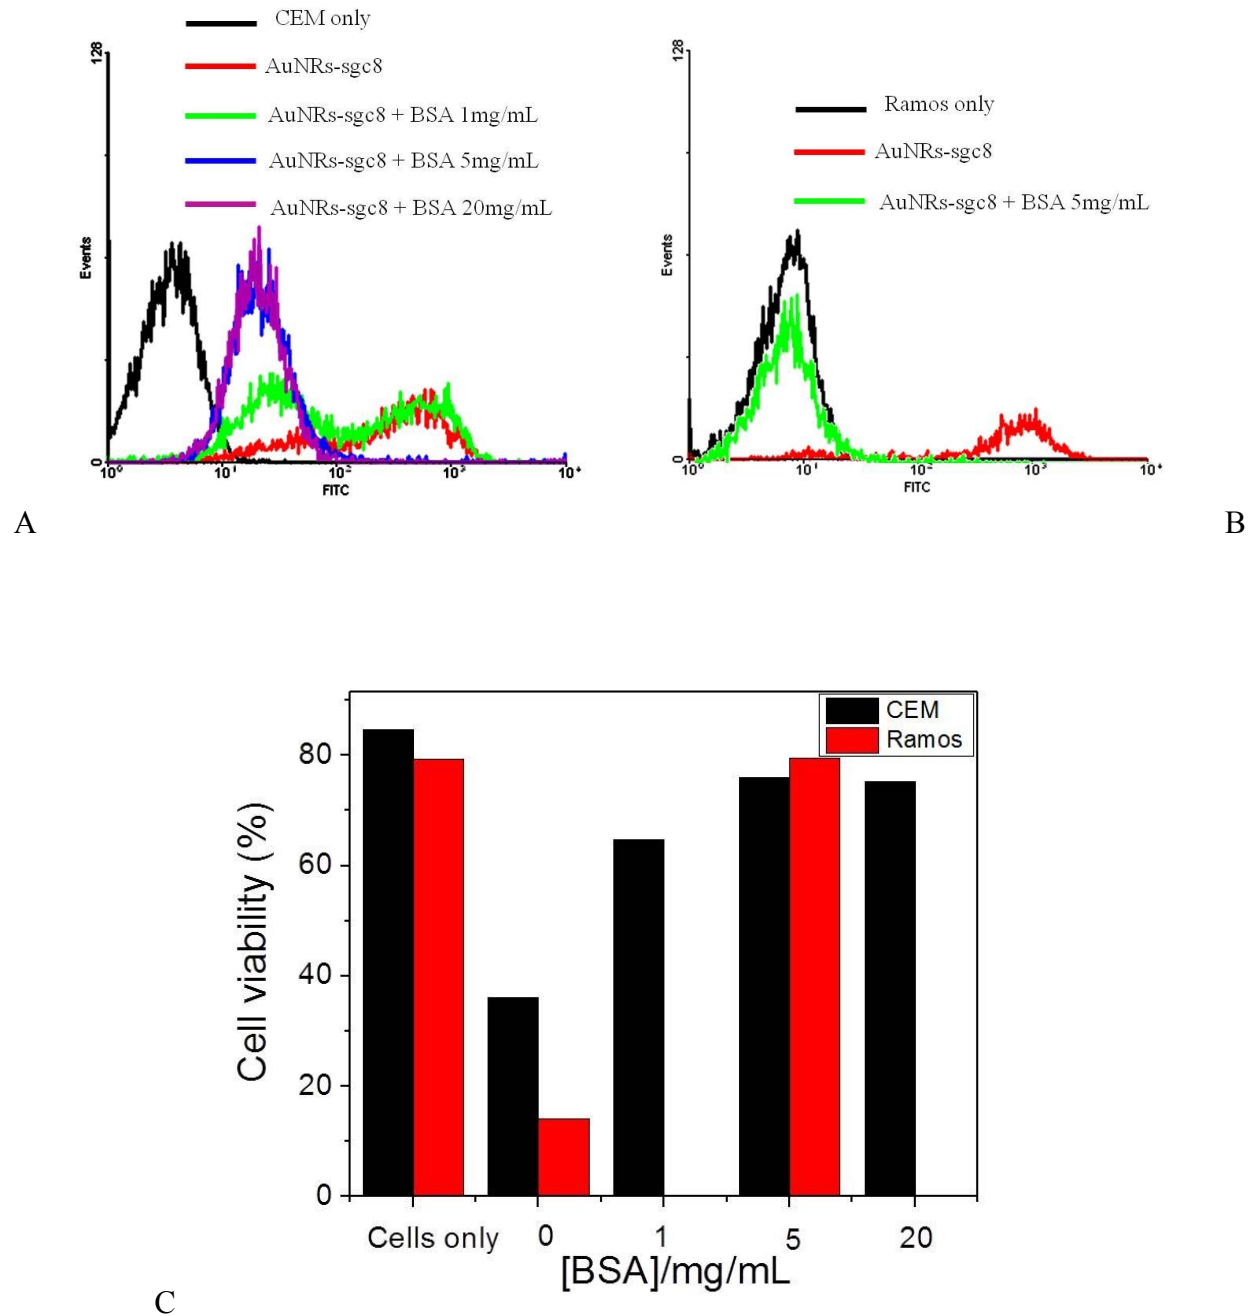 CEM only
AuNRs-sgc8
AuNRs-sgc8 + BSA 1mg/mL
AuNRs-sgc8 + BSA 5mg/mL
AuNRs-sgc8 + BSA 20mg/mL
128
Events
0
10⁰ 10¹ 10² 10³ 10⁴
FITC
A
Ramos only
AuNRs-sgc8
AuNRs-sgc8 + BSA 5mg/mL
128
Events
0
10⁰ 10¹ 10² 10³ 10⁴
FITC
B
CEM
Ramos
Cell viability (%)
80
60
40
20
0
Cells only 0 1 5 20
[BSA]/mg/mL
C